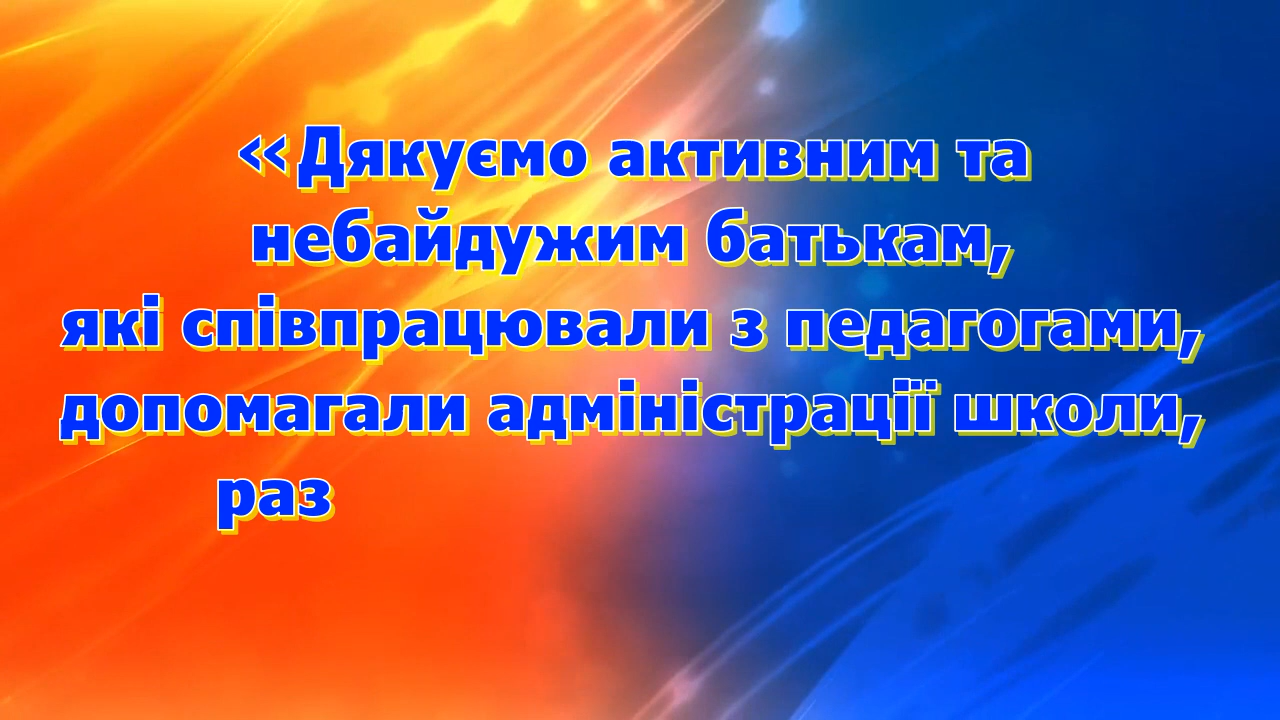 «Дякуємо активним та
небайдужим батькам,
які співпрацювали з педагогами,
допомагали адміністрації школи,
раз